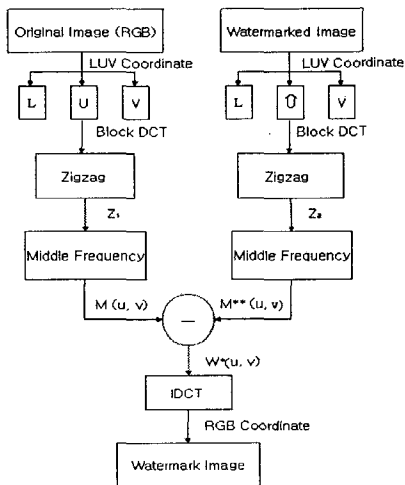 Original Image (RGB) Watermarked Image
LUV Coordinate LUV Coordinate
L U V L Û V
Block DCT Block DCT
Zigzag Zigzag
Z₁ Z₂
Middle Frequency Middle Frequency
M (u, v) M** (u, v)
−
W*(u, v)
IDCT
RGB Coordinate
Watermark Image